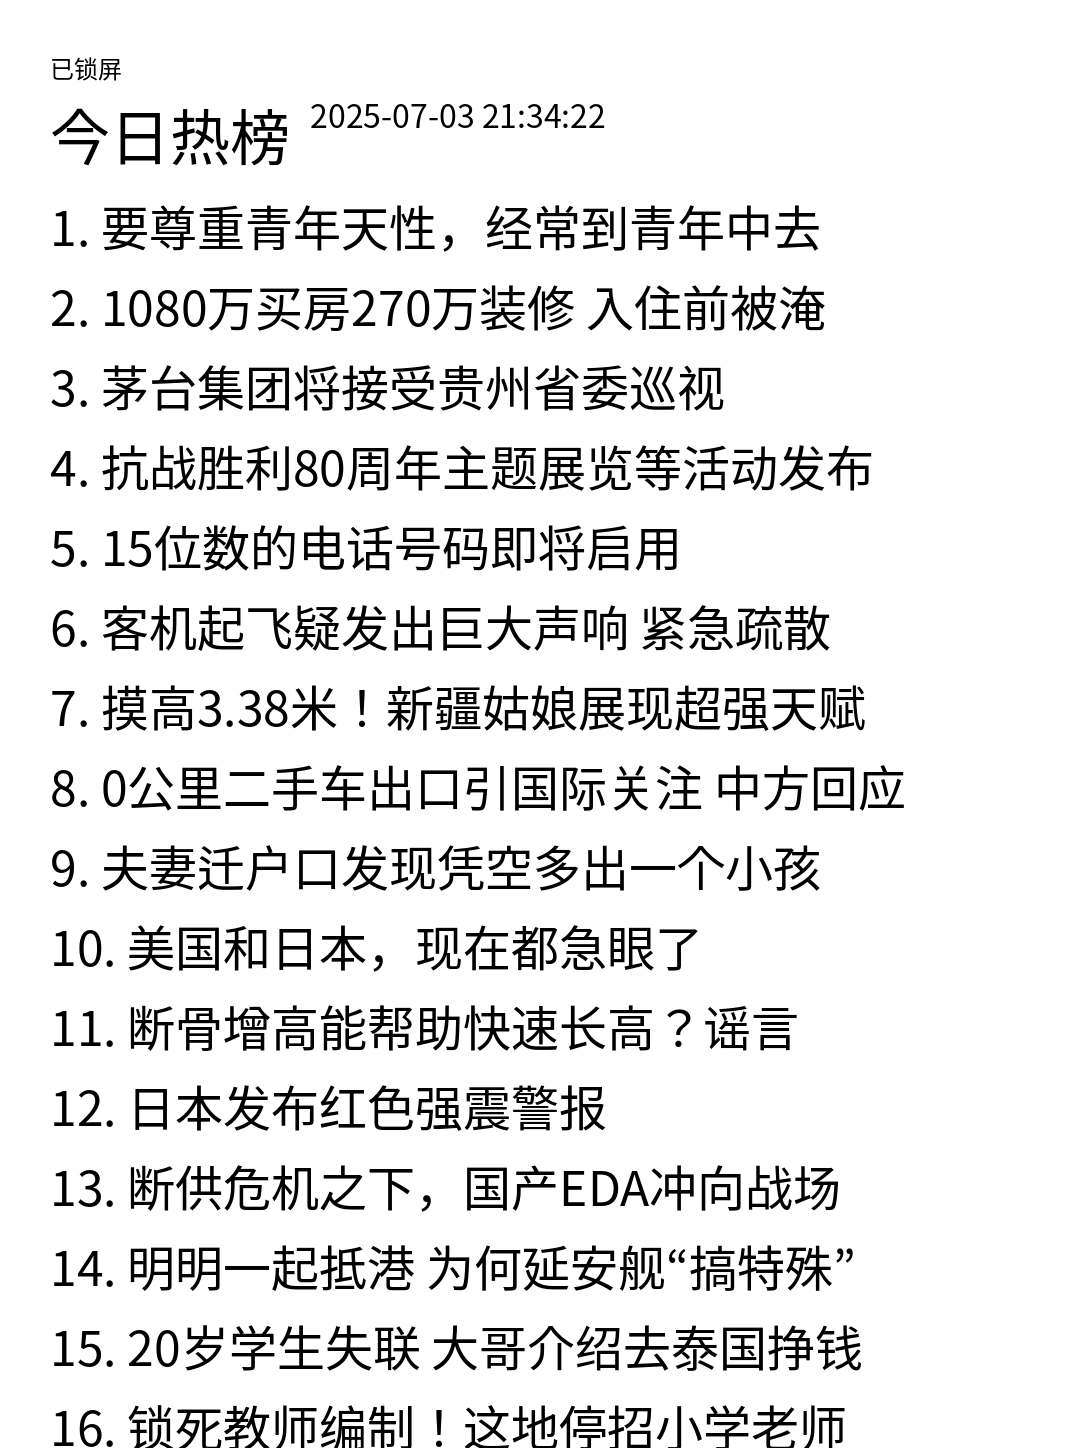 已锁屏
今日热榜 2025-07-03 21:34:22
1. 要尊重青年天性，经常到青年中去
2. 1080万买房270万装修 入住前被淹
3. 茅台集团将接受贵州省委巡视
4. 抗战胜利80周年主题展览等活动发布
5. 15位数的电话号码即将启用
6. 客机起飞疑发出巨大声响 紧急疏散
7. 摸高3.38米！新疆姑娘展现超强天赋
8. 0公里二手车出口引国际关注 中方回应
9. 夫妻迁户口发现凭空多出一个小孩
10. 美国和日本，现在都急眼了
11. 断骨增高能帮助快速长高？谣言
12. 日本发布红色强震警报
13. 断供危机之下，国产EDA冲向战场
14. 明明一起抵港 为何延安舰“搞特殊”
15. 20岁学生失联 大哥介绍去泰国挣钱
16. 锁死教师编制！这地停招小学老师